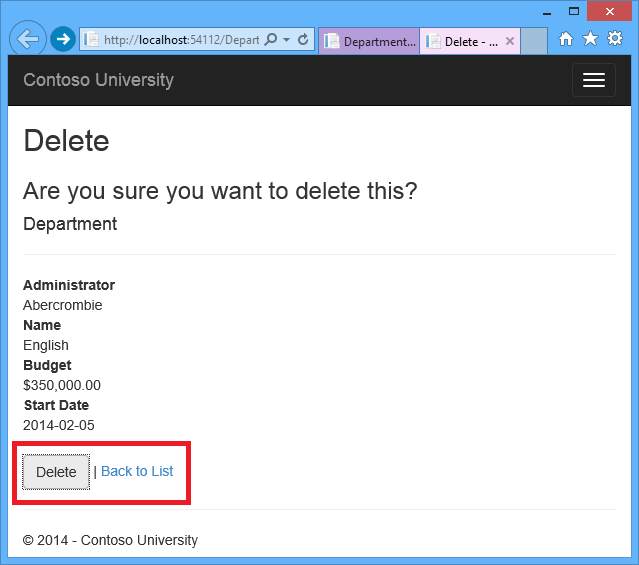 http://localhost:54112/Depart
Department...
Delete - ...
Contoso University
Delete
Are you sure you want to delete this?
Department
Administrator
Abercrombie
Name
English
Budget
$350,000.00
Start Date
2014-02-05
Delete | Back to List
© 2014 - Contoso University